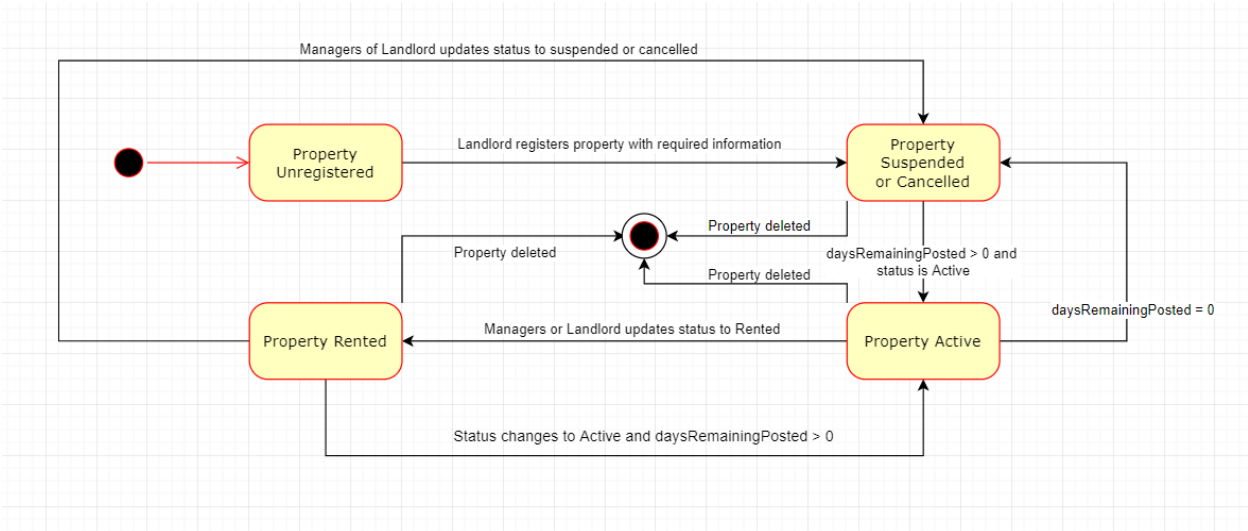 Managers of Landlord updates status to suspended or cancelled
Property
Unregistered
Landlord registers property with required information
Property
Suspended
or Cancelled
Property deleted
Property deleted
daysRemainingPosted > 0 and
status is Active
Property deleted
daysRemainingPosted = 0
Property Rented
Managers or Landlord updates status to Rented
Property Active
Status changes to Active and daysRemainingPosted > 0